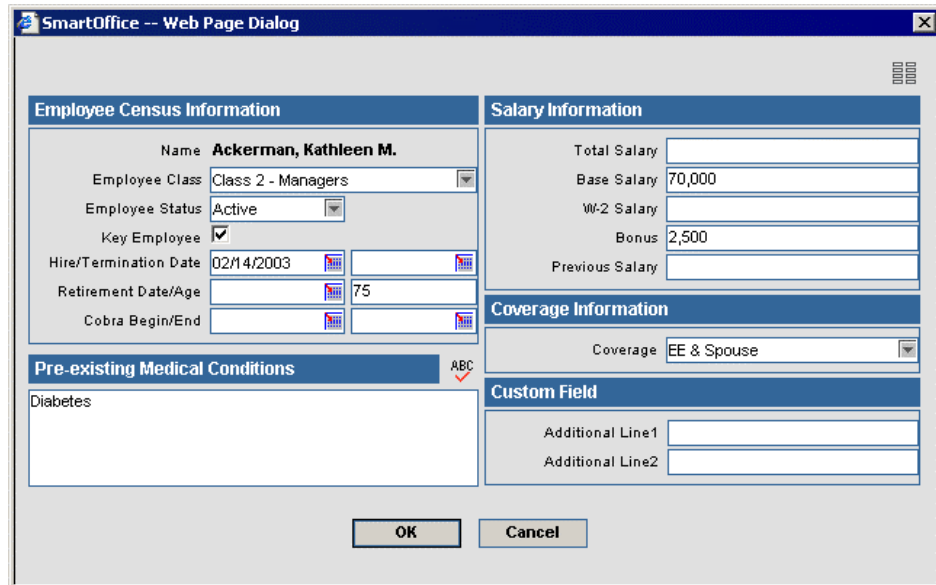 SmartOffice -- Web Page Dialog
Employee Census Information
Name Ackerman, Kathleen M.
Employee Class Class 2 - Managers
Employee Status Active
Key Employee
Hire/Termination Date 02/14/2003
Retirement Date/Age 75
Cobra Begin/End
Pre-existing Medical Conditions ABC
Diabetes
Salary Information
Total Salary
Base Salary 70,000
W-2 Salary
Bonus 2,500
Previous Salary
Coverage Information
Coverage EE & Spouse
Custom Field
Additional Line1
Additional Line2
OK Cancel